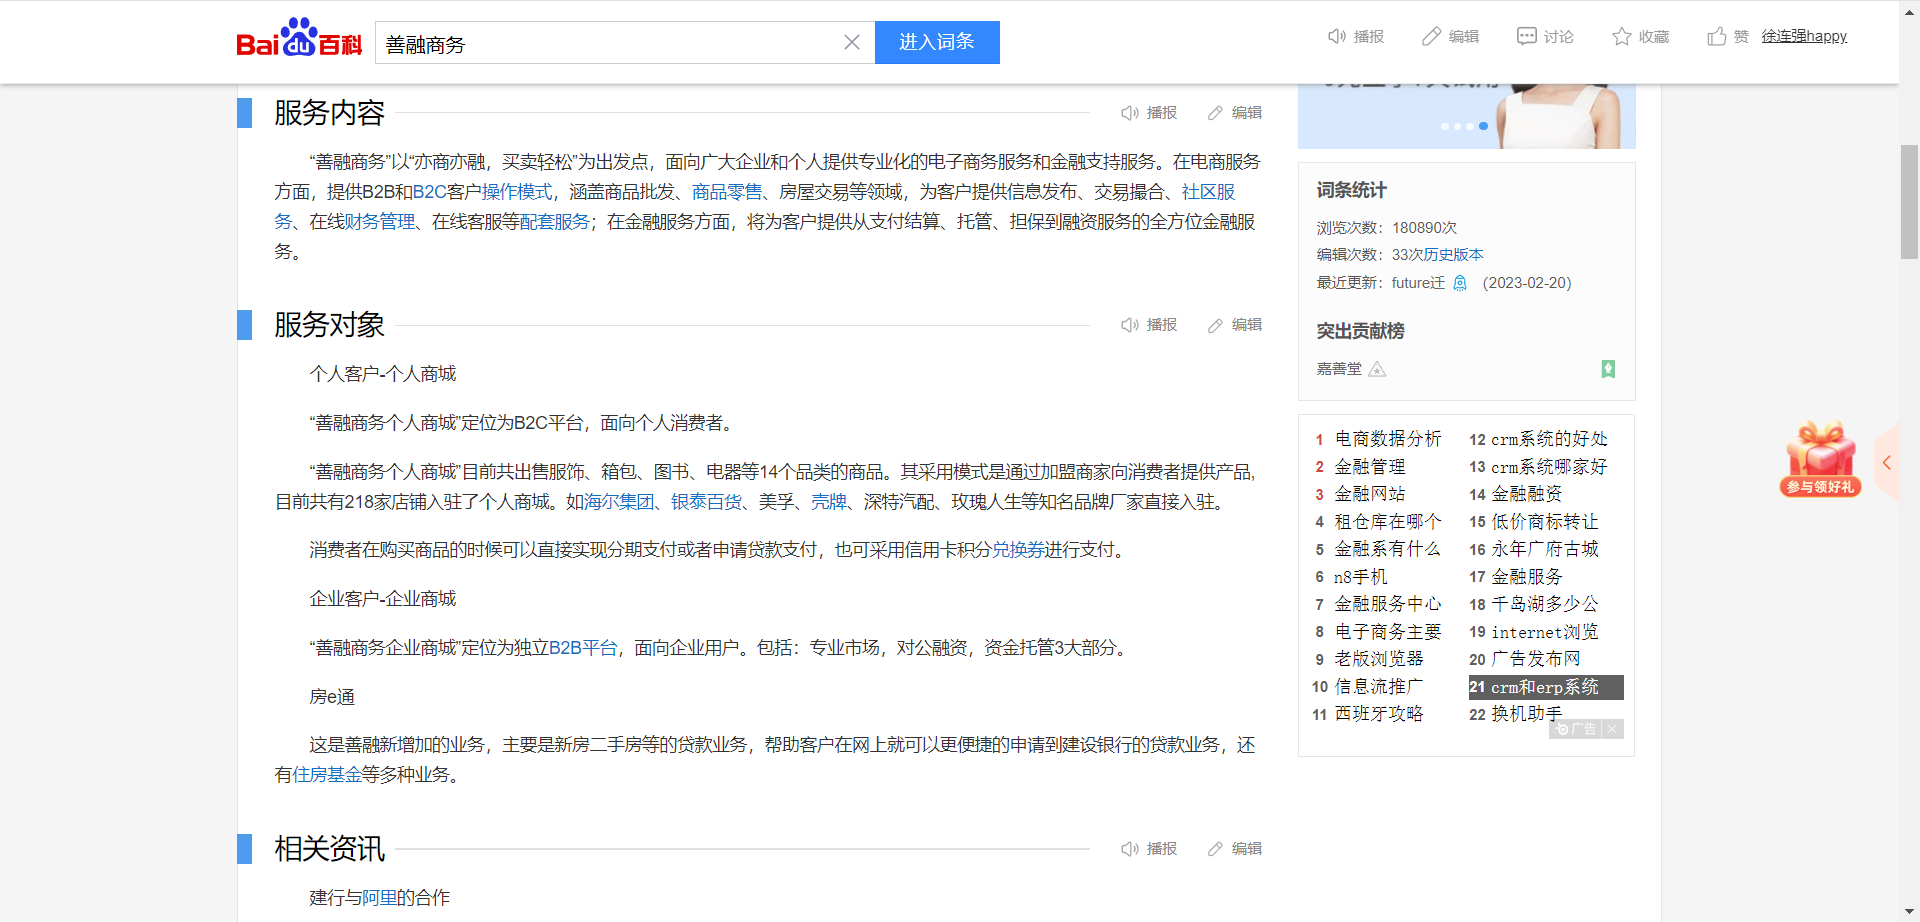 Bai du 百科
善融商务
进入词条
播报
编辑
讨论
收藏
赞
徐连强happy
服务内容
播报
编辑
“善融商务”以“亦商亦融，买卖轻松”为出发点，面向广大企业和个人提供专业化的电子商务服务和金融支持服务。在电商服务
方面，提供B2B和B2C客户操作模式，涵盖商品批发、商品零售、房屋交易等领域，为客户提供信息发布、交易撮合、社区服
务、在线财务管理、在线客服等配套服务；在金融服务方面，将为客户提供从支付结算、托管、担保到融资服务的全方位金融服
务。
服务对象
播报
编辑
个人客户-个人商城
“善融商务个人商城”定位为B2C平台，面向个人消费者。
“善融商务个人商城”目前共出售服饰、箱包、图书、电器等14个品类的商品。其采用模式是通过加盟商家向消费者提供产品,
目前共有218家店铺入驻了个人商城。如海尔集团、银泰百货、美孚、壳牌、深特汽配、玫瑰人生等知名品牌厂家直接入驻。
消费者在购买商品的时候可以直接实现分期支付或者申请贷款支付，也可采用信用卡积分兑换券进行支付。
企业客户-企业商城
“善融商务企业商城”定位为独立B2B平台，面向企业用户。包括：专业市场，对公融资，资金托管3大部分。
房e通
这是善融新增加的业务，主要是新房二手房等的贷款业务，帮助客户在网上就可以更便捷的申请到建设银行的贷款业务，还
有住房基金等多种业务。
相关资讯
播报
编辑
建行与阿里的合作
词条统计
浏览次数：180890次
编辑次数：33次历史版本
最近更新：future迁 (2023-02-20)
突出贡献榜
嘉善堂
1 电商数据分析
2 金融管理
3 金融网站
4 租仓库在哪个
5 金融系有什么
6 n8手机
7 金融服务中心
8 电子商务主要
9 老版浏览器
10 信息流推广
11 西班牙攻略
12 crm系统的好处
13 crm系统哪家好
14 金融融资
15 低价商标转让
16 永年广府古城
17 金融服务
18 千岛湖多少公
19 internet浏览
20 广告发布网
21 crm和erp系统
22 换机助手
广告
参与领好礼